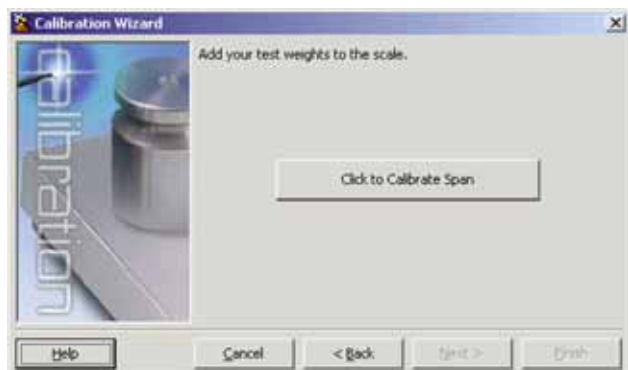 Calibration Wizard
Calibration
Add your test weights to the scale.
Click to Calibrate Span
Help
Cancel
< Back
Next >
Finish